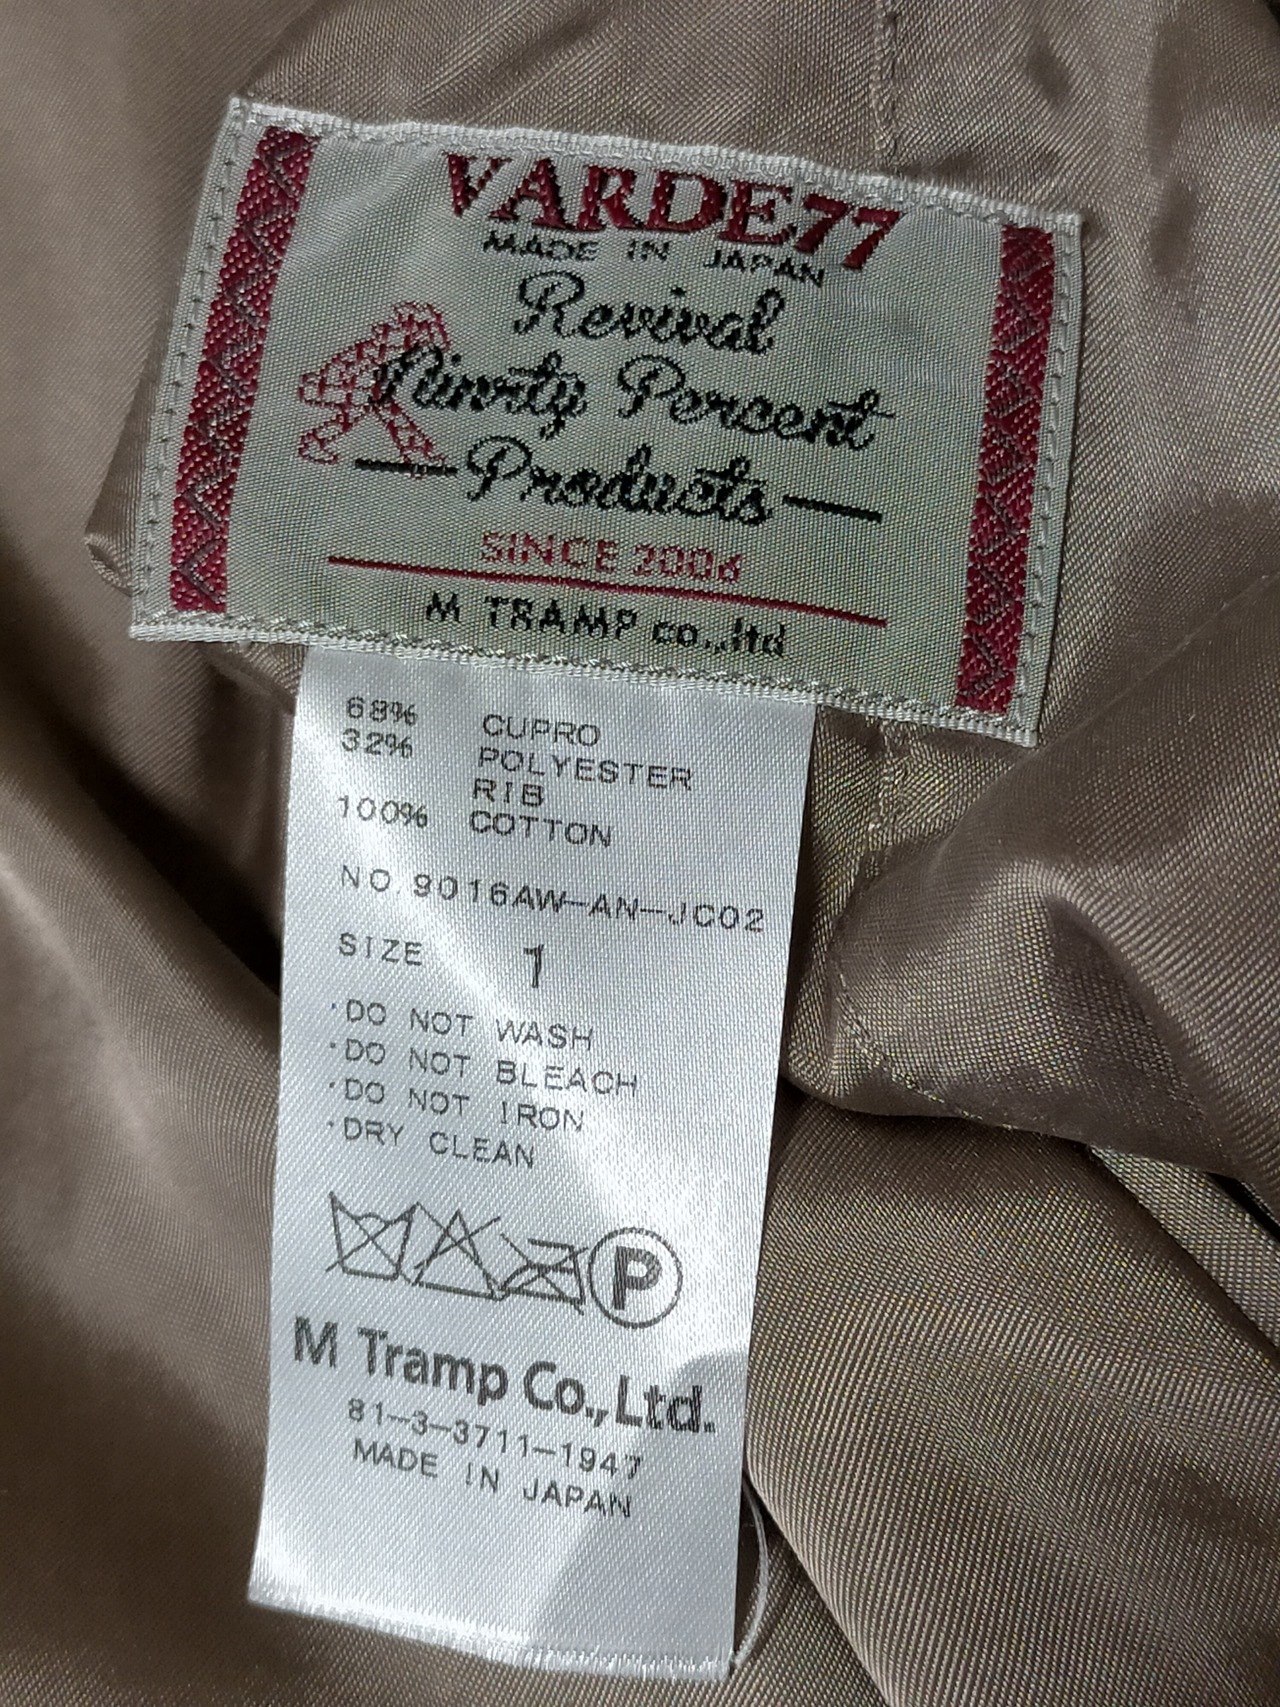 VARDE77
MADE IN JAPAN
Revival
Ninrty Percent
Products
SINCE 2006
M TRAMP co.,ltd
68% CUPRO
32% POLYESTER
RIB
100% COTTON
NO.9016AW-AN-JC02
SIZE 1
·DO NOT WASH
·DO NOT BLEACH
·DO NOT IRON
·DRY CLEAN
P
M Tramp Co.,Ltd.
81-3-3711-1947
MADE IN JAPAN